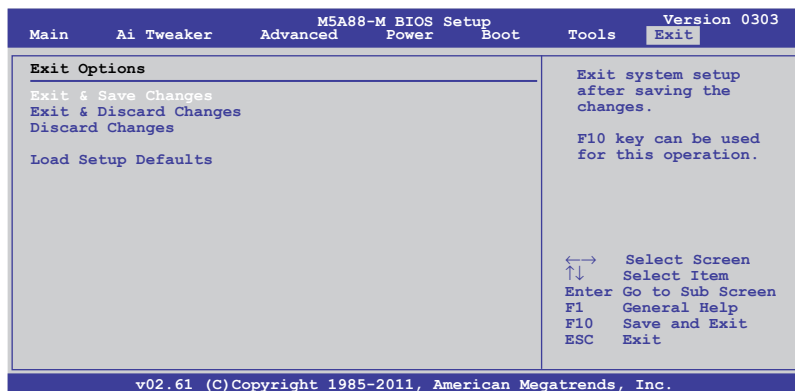 M5A88-M BIOS Setup Version 0303
Main Ai Tweaker Advanced Power Boot Tools Exit
Exit Options
Exit & Save Changes
Exit & Discard Changes
Discard Changes
Load Setup Defaults
Exit system setup
after saving the
changes.
F10 key can be used
for this operation.
←→ Select Screen
↑↓ Select Item
Enter Go to Sub Screen
F1 General Help
F10 Save and Exit
ESC Exit
v02.61 (C)Copyright 1985-2011, American Megatrends, Inc.